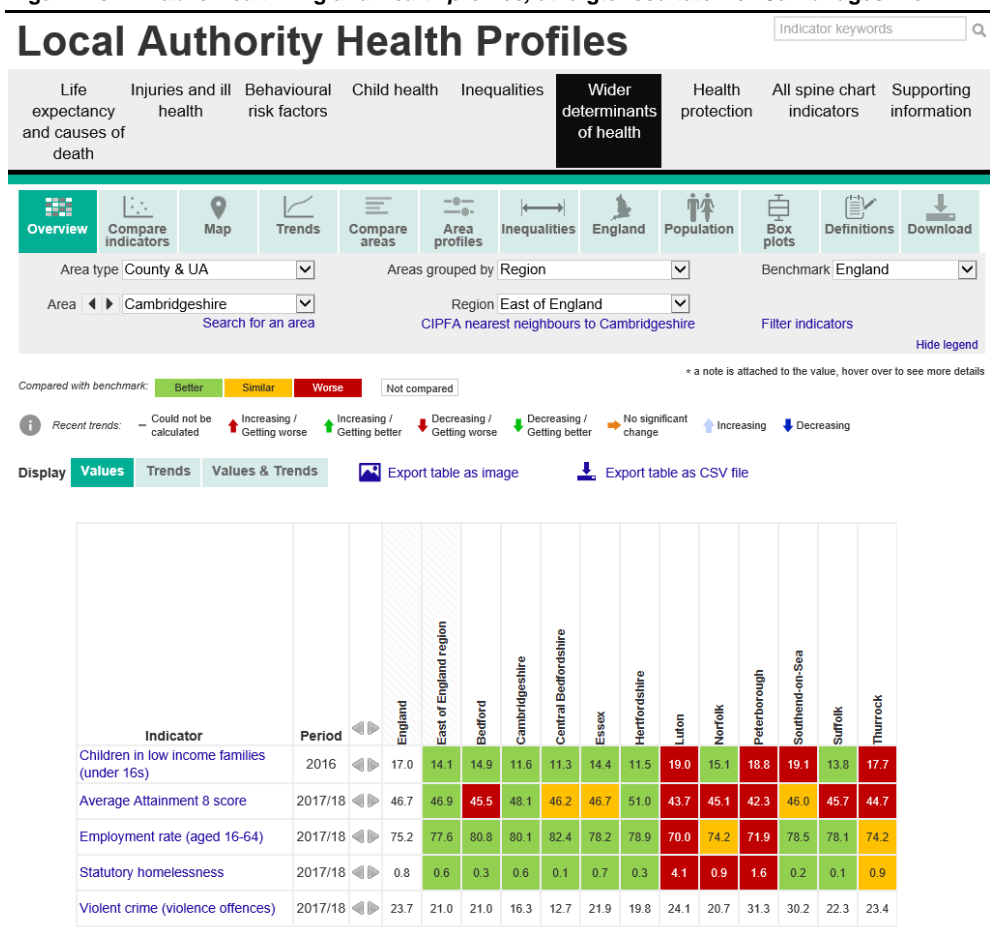 Local Authority Health Profiles
Indicator keywords
Life expectancy and causes of death
Injuries and ill health
Behavioural risk factors
Child health
Inequalities
Wider determinants of health
Health protection
All spine chart indicators
Supporting information
Overview
Compare indicators
Map
Trends
Compare areas
Area profiles
Inequalities
England
Population
Box plots
Definitions
Download
Area type County & UA
Areas grouped by Region
Benchmark England
Area Cambridgeshire
Region East of England
Search for an area
CIPFA nearest neighbours to Cambridgeshire
Filter indicators
Hide legend
* a note is attached to the value, hover over to see more details
Compared with benchmark: Better Similar Worse Not compared
Recent trends: – Could not be calculated
Increasing / Getting worse
Increasing / Getting better
Decreasing / Getting worse
Decreasing / Getting better
No significant change
Increasing
Decreasing
Display Values Trends Values & Trends
Export table as image
Export table as CSV file
Indicator Period England East of England region Bedford Cambridgeshire Central Bedfordshire Essex Hertfordshire Luton Norfolk Peterborough Southend-on-Sea Suffolk Thurrock
Children in low income families (under 16s) 2016 17.0 14.1 14.9 11.6 11.3 14.4 11.5 19.0 15.1 18.8 19.1 13.8 17.7
Average Attainment 8 score 2017/18 46.7 46.9 45.5 48.1 46.2 46.7 51.0 43.7 45.1 42.3 46.0 45.7 44.7
Employment rate (aged 16-64) 2017/18 75.2 77.6 80.8 80.1 82.4 78.2 78.9 70.0 74.2 71.9 78.5 78.1 74.2
Statutory homelessness 2017/18 0.8 0.6 0.3 0.6 0.1 0.7 0.3 4.1 0.9 1.6 0.2 0.1 0.9
Violent crime (violence offences) 2017/18 23.7 21.0 21.0 16.3 12.7 21.9 19.8 24.1 20.7 31.3 30.2 22.3 23.4